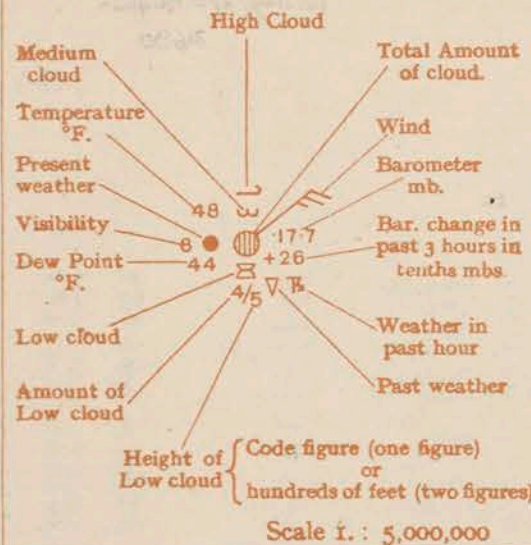 High Cloud
Medium
cloud
Total Amount
of cloud.
Temperature
°F.
Wind
Present
weather
Barometer
mb.
48
Visibility
6
17.7
Bar. change in
past 3 hours in
tenths mbs.
Dew Point
°F.
44
+26
4/5
Low cloud
Weather in
past hour
Amount of
Low cloud
Past weather
Height of
Low cloud
Code figure (one figure)
or
hundreds of feet (two figures)
Scale 1. : 5,000,000